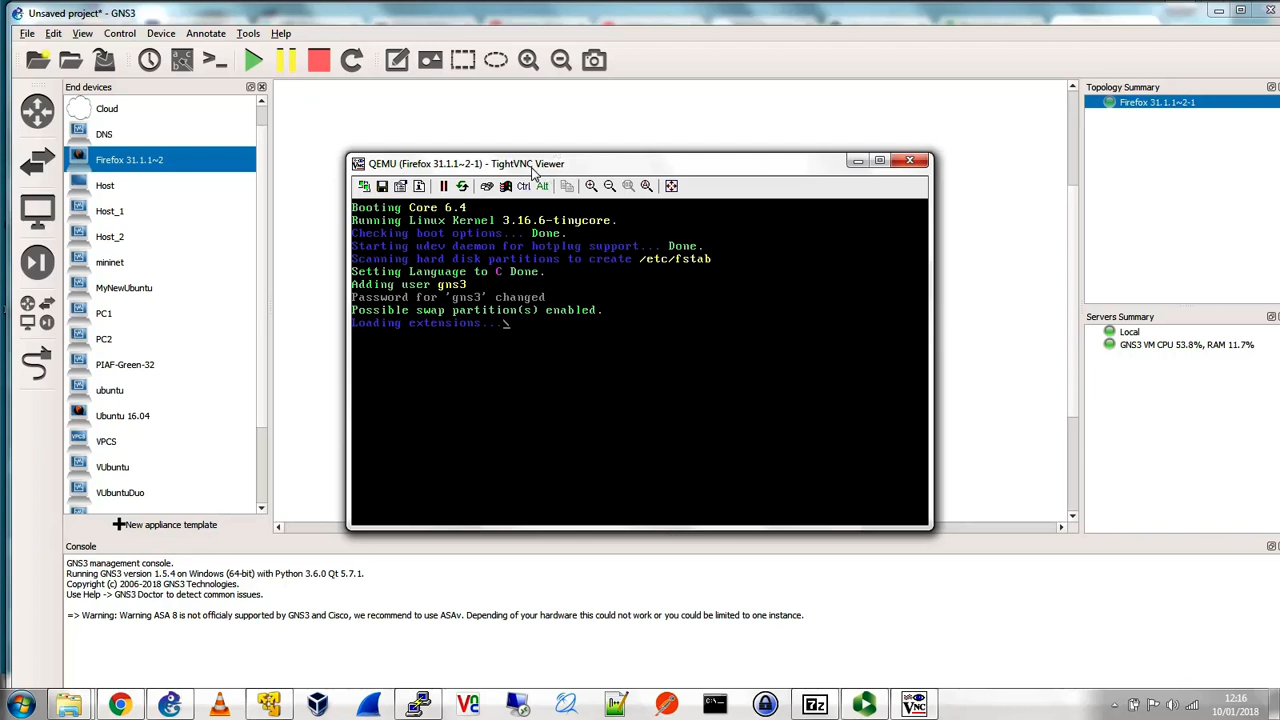 Unsaved project* - GNS3
File Edit View Control Device Annotate Tools Help
End devices
Cloud
DNS
Firefox 31.1.1~2
Host
Host_1
Host_2
mininet
MyNewUbuntu
PC1
PC2
PIAF-Green-32
ubuntu
Ubuntu 16.04
VPCS
VUbuntu
VUbuntuDuo
New appliance template
QEMU (Firefox 31.1.1~2-1) - TightVNC Viewer
Ctrl Alt
Booting Core 6.4
Running Linux Kernel 3.16.6-tinycore.
Checking boot options... Done.
Starting udev daemon for hotplug support... Done.
Scanning hard disk partitions to create /etc/fstab
Setting Language to C Done.
Adding user gns3
Password for 'gns3' changed
Possible swap partition(s) enabled.
Loading extensions...\
Topology Summary
Firefox 31.1.1~2-1
Servers Summary
Local
GNS3 VM CPU 53.8%, RAM 11.7%
Console
GNS3 management console.
Running GNS3 version 1.5.4 on Windows (64-bit) with Python 3.6.0 Qt 5.7.1.
Copyright (c) 2006-2018 GNS3 Technologies.
Use Help -> GNS3 Doctor to detect common issues.
=> Warning: Warning ASA 8 is not officialy supported by GNS3 and Cisco, we recommend to use ASAv. Depending of your hardware this could not work or you could be limited to one instance.
12:16
10/01/2018